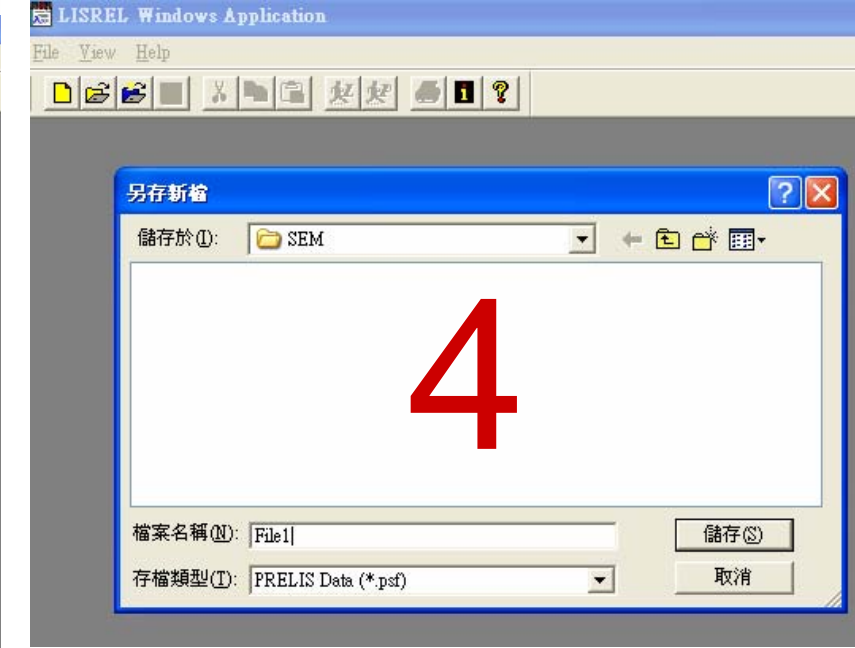 LISREL Windows Application
File View Help
另存新檔
儲存於(I): SEM
4
檔案名稱(N): File1
儲存(S)
存檔類型(T): PRELIS Data (*.psf)
取消